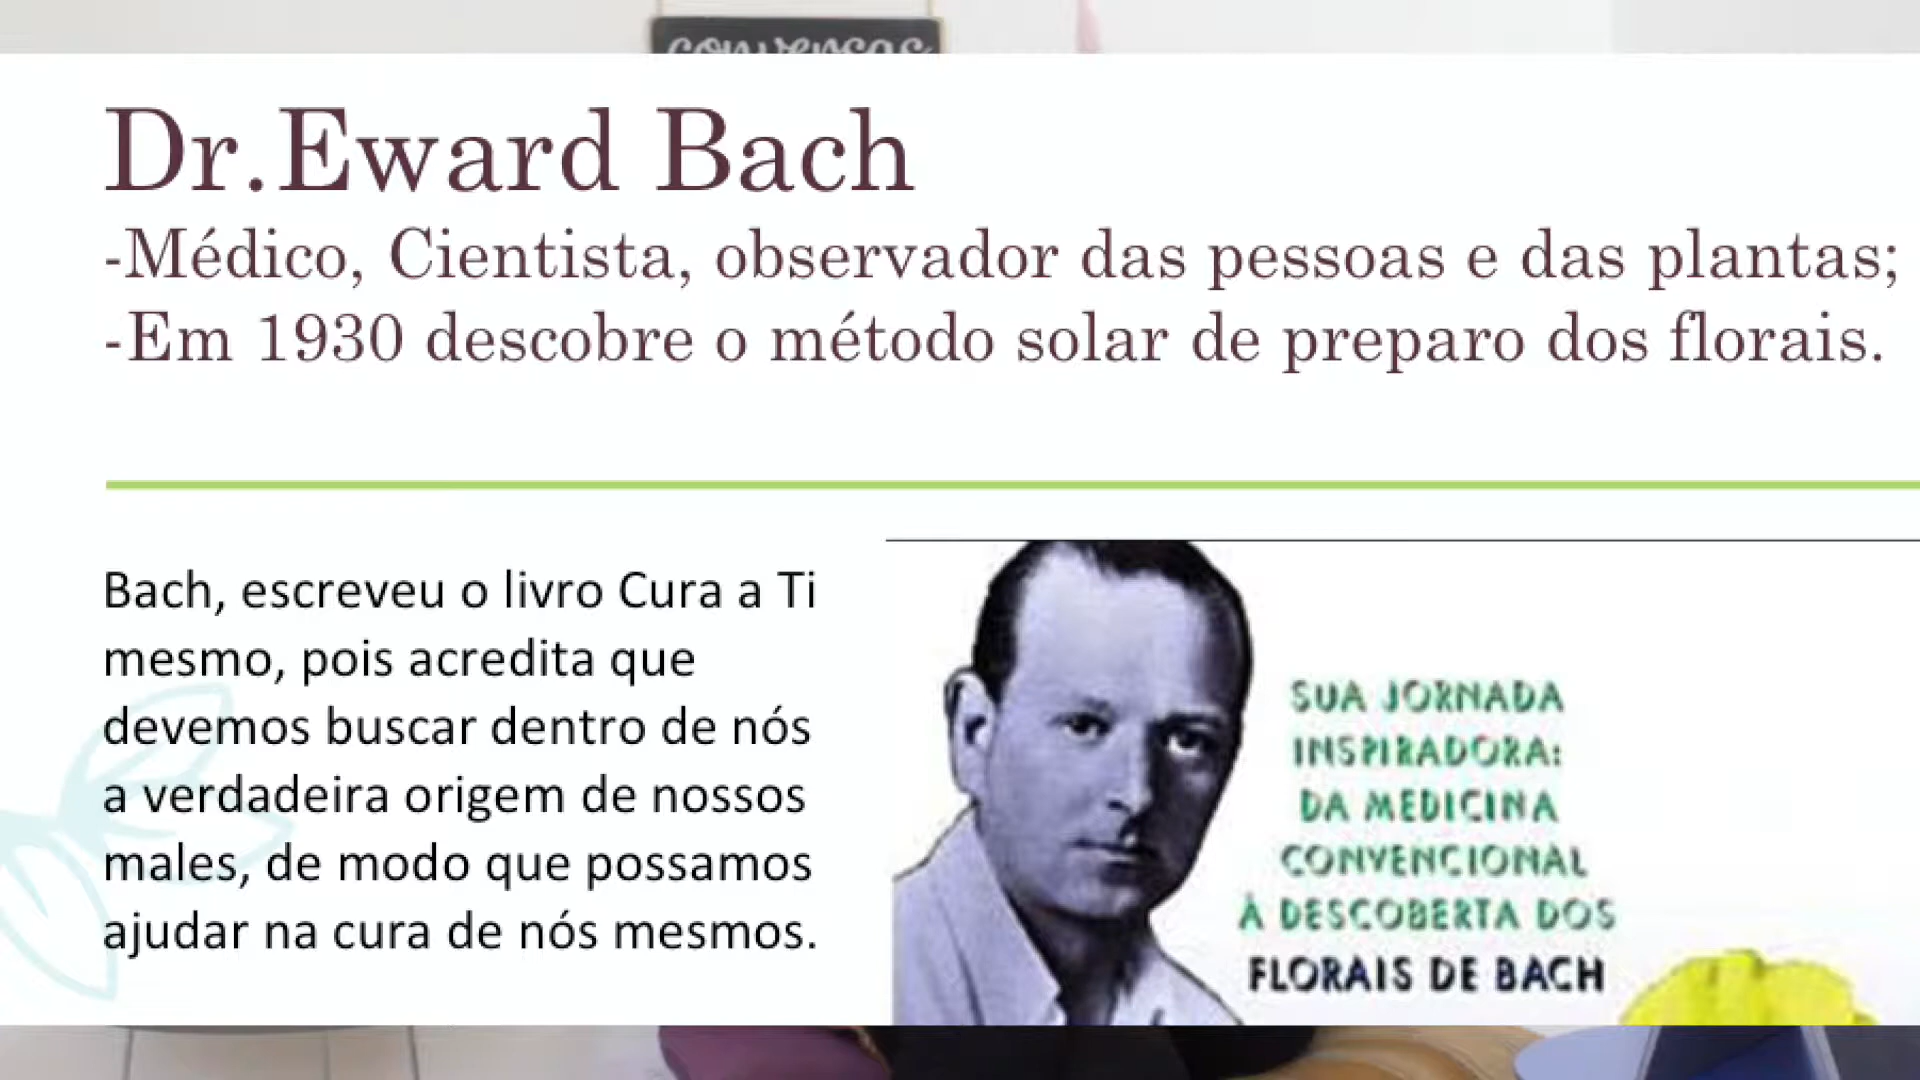 conversas
Dr.Eward Bach
-Médico, Cientista, observador das pessoas e das plantas;
-Em 1930 descobre o método solar de preparo dos florais.
Bach, escreveu o livro Cura a Ti
mesmo, pois acredita que
devemos buscar dentro de nós
a verdadeira origem de nossos
males, de modo que possamos
ajudar na cura de nós mesmos.
SUA JORNADA
INSPIRADORA:
DA MEDICINA
CONVENCIONAL
À DESCOBERTA DOS
FLORAIS DE BACH